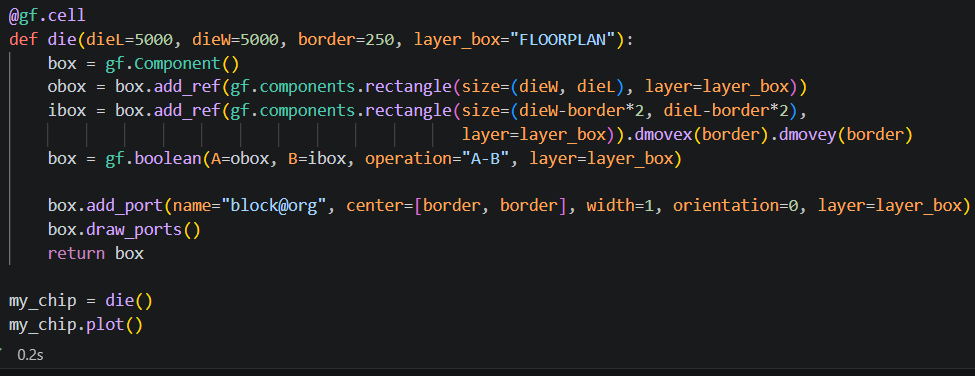 @gf.cell
def die(dieL=5000, dieW=5000, border=250, layer_box="FLOORPLAN"):
    box = gf.Component()
    obox = box.add_ref(gf.components.rectangle(size=(dieW, dieL), layer=layer_box))
    ibox = box.add_ref(gf.components.rectangle(size=(dieW-border*2, dieL-border*2),
                                               layer=layer_box)).dmovex(border).dmovey(border)
    box = gf.boolean(A=obox, B=ibox, operation="A-B", layer=layer_box)

    box.add_port(name="block@org", center=[border, border], width=1, orientation=0, layer=layer_box)
    box.draw_ports()
    return box

my_chip = die()
my_chip.plot()
0.2s